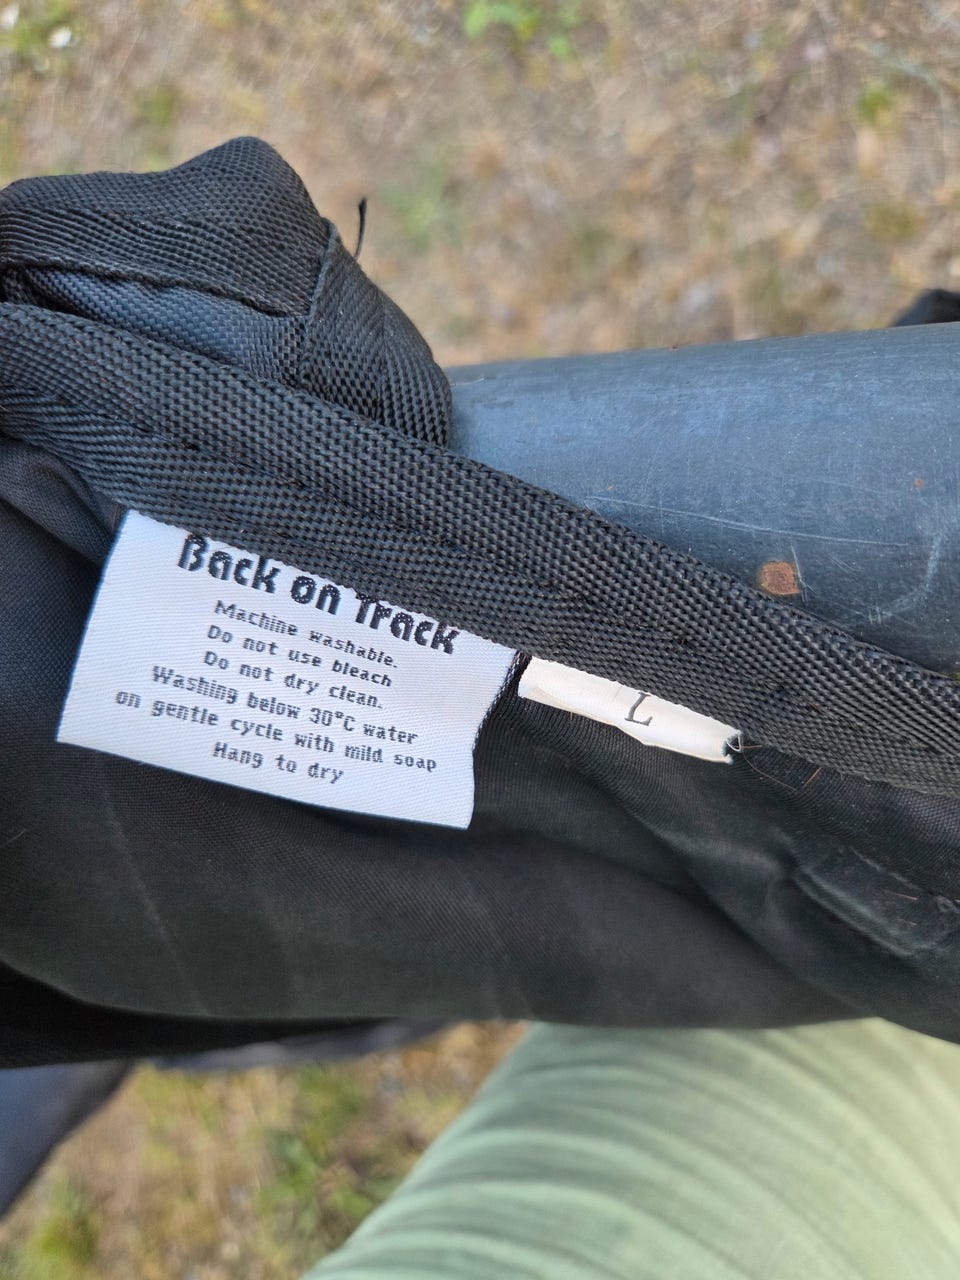 Back on Track
Machine washable.
Do not use bleach
Do not dry clean.
Washing below 30°C water
on gentle cycle with mild soap
Hang to dry
L